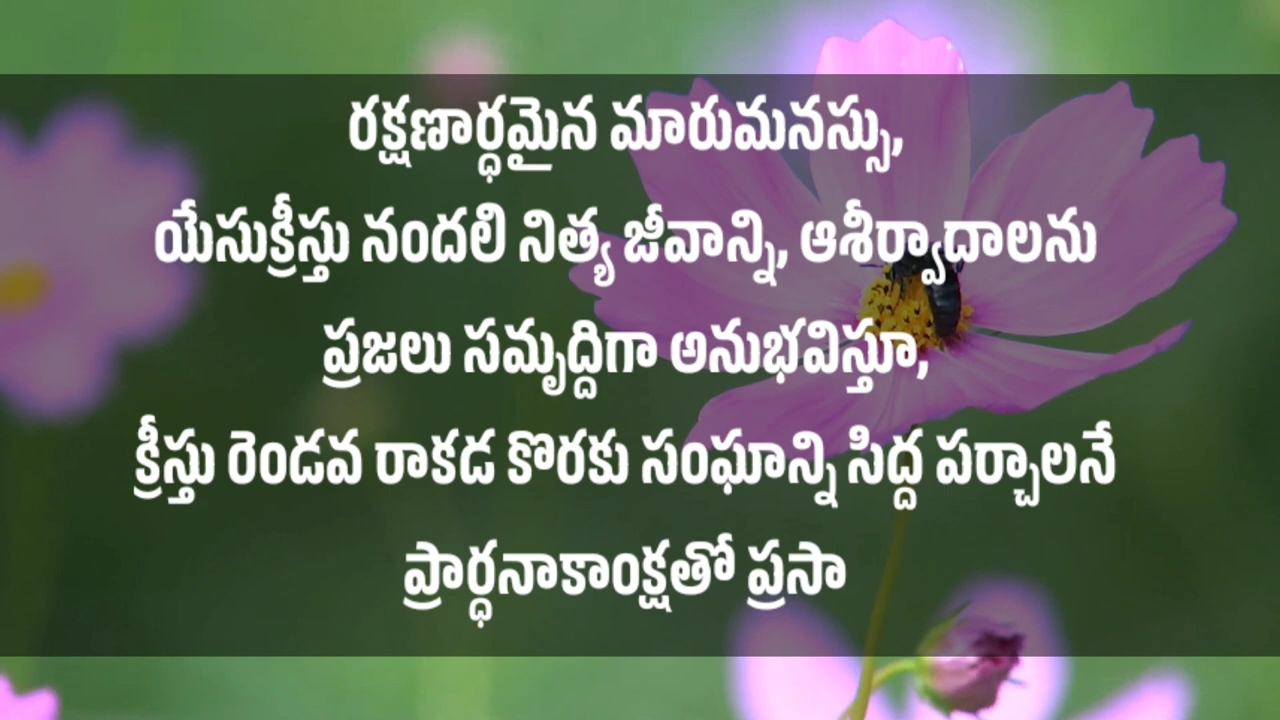 రక్షణార్ధమైన మారుమనస్సు,
యేసుక్రీస్తు నందలి నిత్య జీవాన్ని, ఆశీర్వాదాలను
ప్రజలు సమృద్దిగా అనుభవిస్తూ,
క్రీస్తు రెండవ రాకడ కొరకు సంఘాన్ని సిద్ద పర్చాలనే
ప్రార్ధనాకాంక్షతో ప్రసా